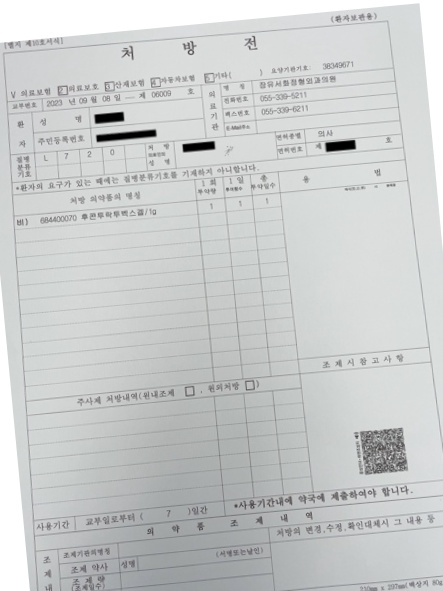 [별지 제10호서식]
(환자보관용)
처 방 전
V 의료보험 2 의료보호 3 산재보험 4 자동차보험 5 기타( ) 요양기관기호: 38349671
교부번호 2023 년 09 월 08 일 — 제 06009 호
의료기관
명 칭 장유서화정형외과의원
전화번호 055-339-5211
팩스번호 055-339-6211
E-Mail주소
환자
성 명
주민등록번호
질병분류기호 L 7 2 0
처 방
성 명
면허종별 의사
면허번호 제 호
*환자의 요구가 있는 때에는 질병분류기호를 기재하지 아니합니다.
처방 의약품의 명칭
1 회 투약량
1 일 투여횟수
총 투약일수
용 법
비) 684400070 후콘투락투벡스겔/1g 1 1 1
조 제 시 참 고 사 항
주사제 처방내역(원내조제 □ , 원외처방 □ )
사용기간 교부일로부터 ( 7 )일간
*사용기간내에 약국에 제출하여야 합니다.
의 약 품 조 제 내 역
처방의 변경,수정,확인대체시 그 내용 등
조 제 내
조제기관의명칭
조제 약사 성명 (서명또는날인)
조 제 량
(조제일수)
210mm x 297mm(백상지 80g